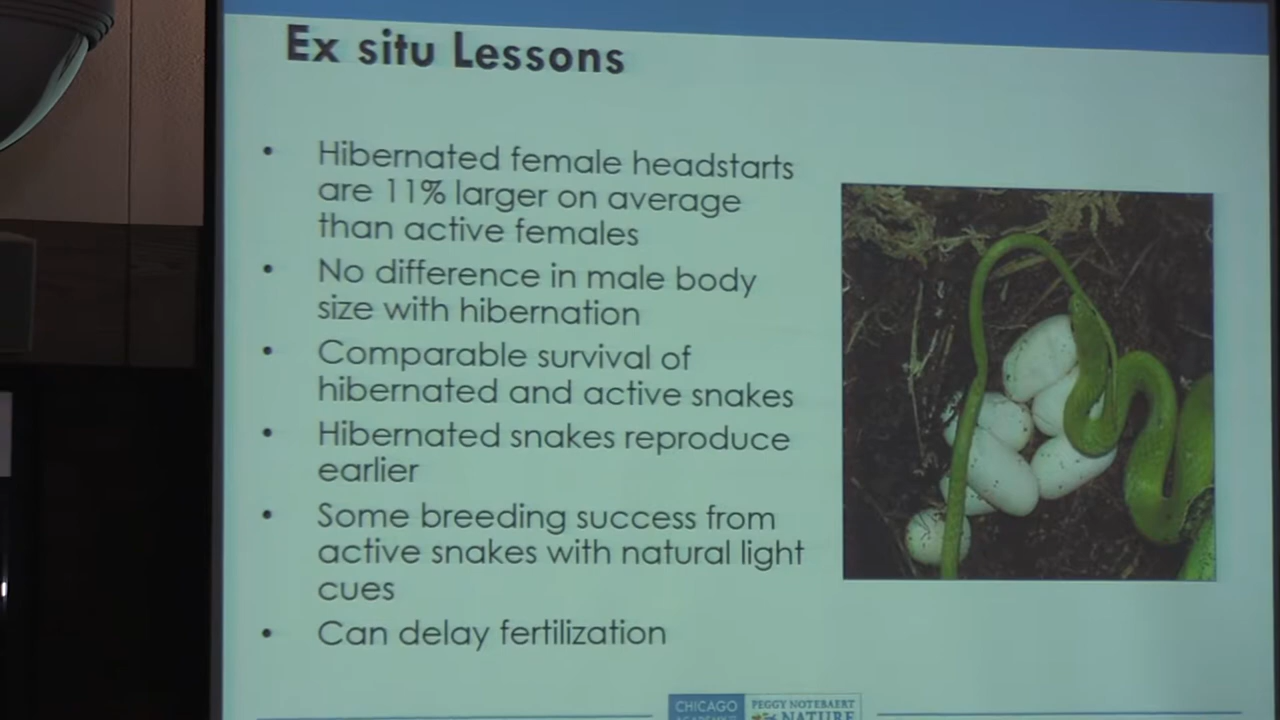 Ex situ Lessons
• Hibernated female headstarts
are 11% larger on average
than active females
• No difference in male body
size with hibernation
• Comparable survival of
hibernated and active snakes
• Hibernated snakes reproduce
earlier
• Some breeding success from
active snakes with natural light
cues
• Can delay fertilization
CHICAGO
PEGGY NOTEBAERT
NATURE